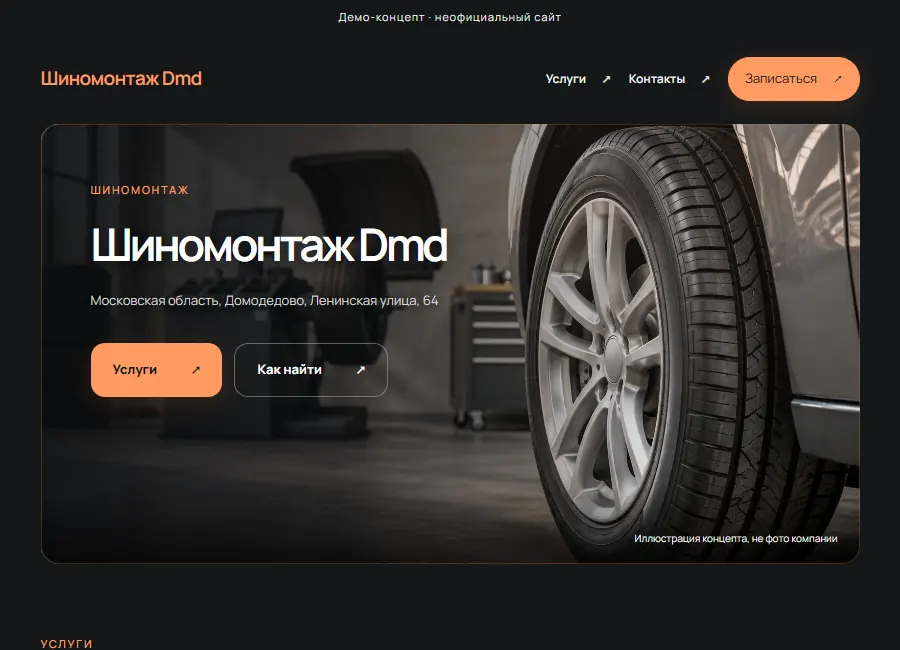 Демо-концепт · неофициальный сайт
Шиномонтаж Dmd
Услуги ↗ Контакты ↗ Записаться ↗
ШИНОМОНТАЖ
Шиномонтаж Dmd
Московская область, Домодедово, Ленинская улица, 64
Услуги ↗ Как найти ↗
Иллюстрация концепта, не фото компании
УСЛУГИ